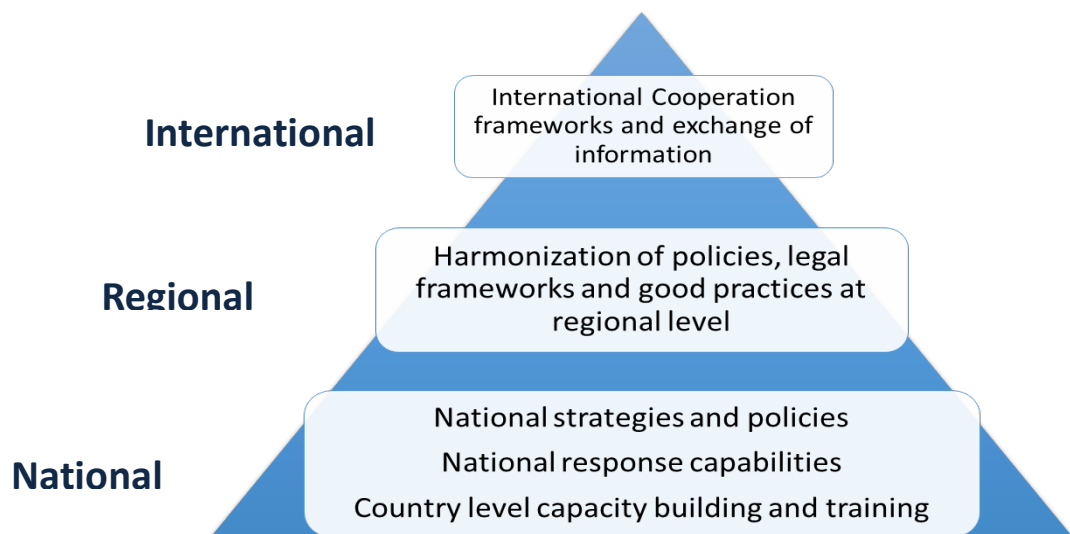 International
International Cooperation
frameworks and exchange of
information
Regional
Harmonization of policies, legal
frameworks and good practices at
regional level
National
National strategies and policies
National response capabilities
Country level capacity building and training